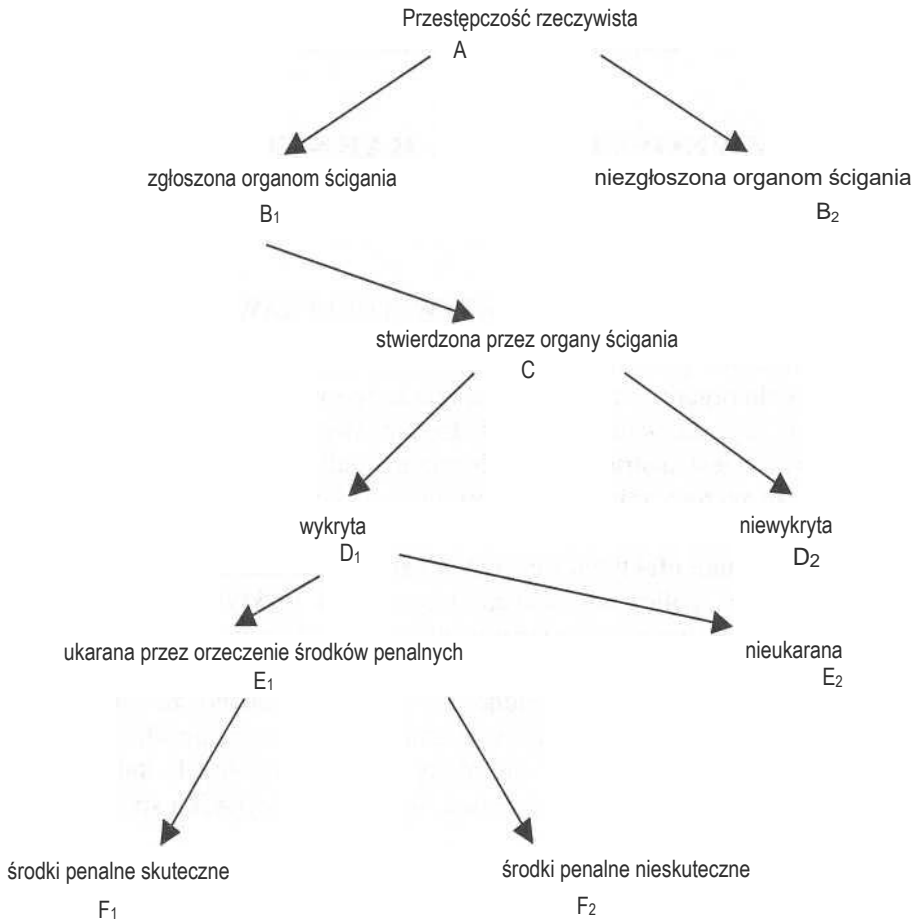 Przestępczość rzeczywista
A
zgłoszona organom ścigania
B1
niezgłoszona organom ścigania
B2
stwierdzona przez organy ścigania
C
wykryta
D1
niewykryta
D2
ukarana przez orzeczenie środków penalnych
E1
nieukarana
E2
środki penalne skuteczne
F1
środki penalne nieskuteczne
F2